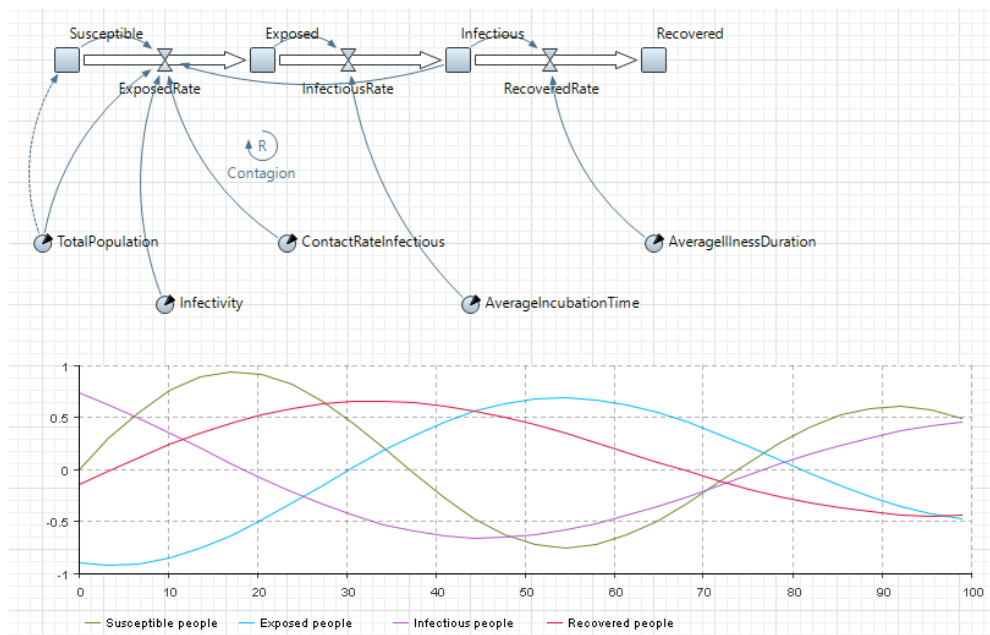 Susceptible Exposed Infectious Recovered
ExposedRate InfectiousRate RecoveredRate
R
Contagion
TotalPopulation ContactRateInfectious AverageIllnessDuration
Infectivity AverageIncubationTime
1
0.5
0
-0.5
-1
0 10 20 30 40 50 60 70 80 90 100
Susceptible people Exposed people Infectious people Recovered people